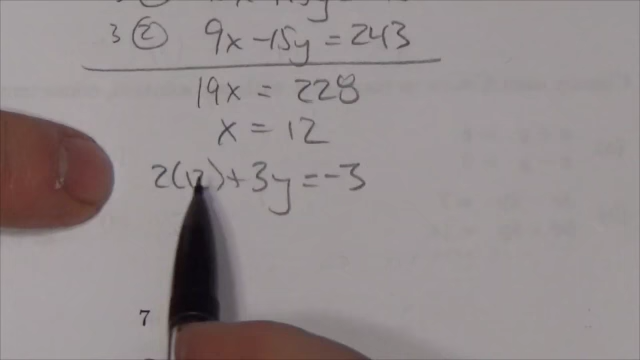 3 ② 9x - 15y = 243
19x = 228
x = 12
2(12) + 3y = -3
7